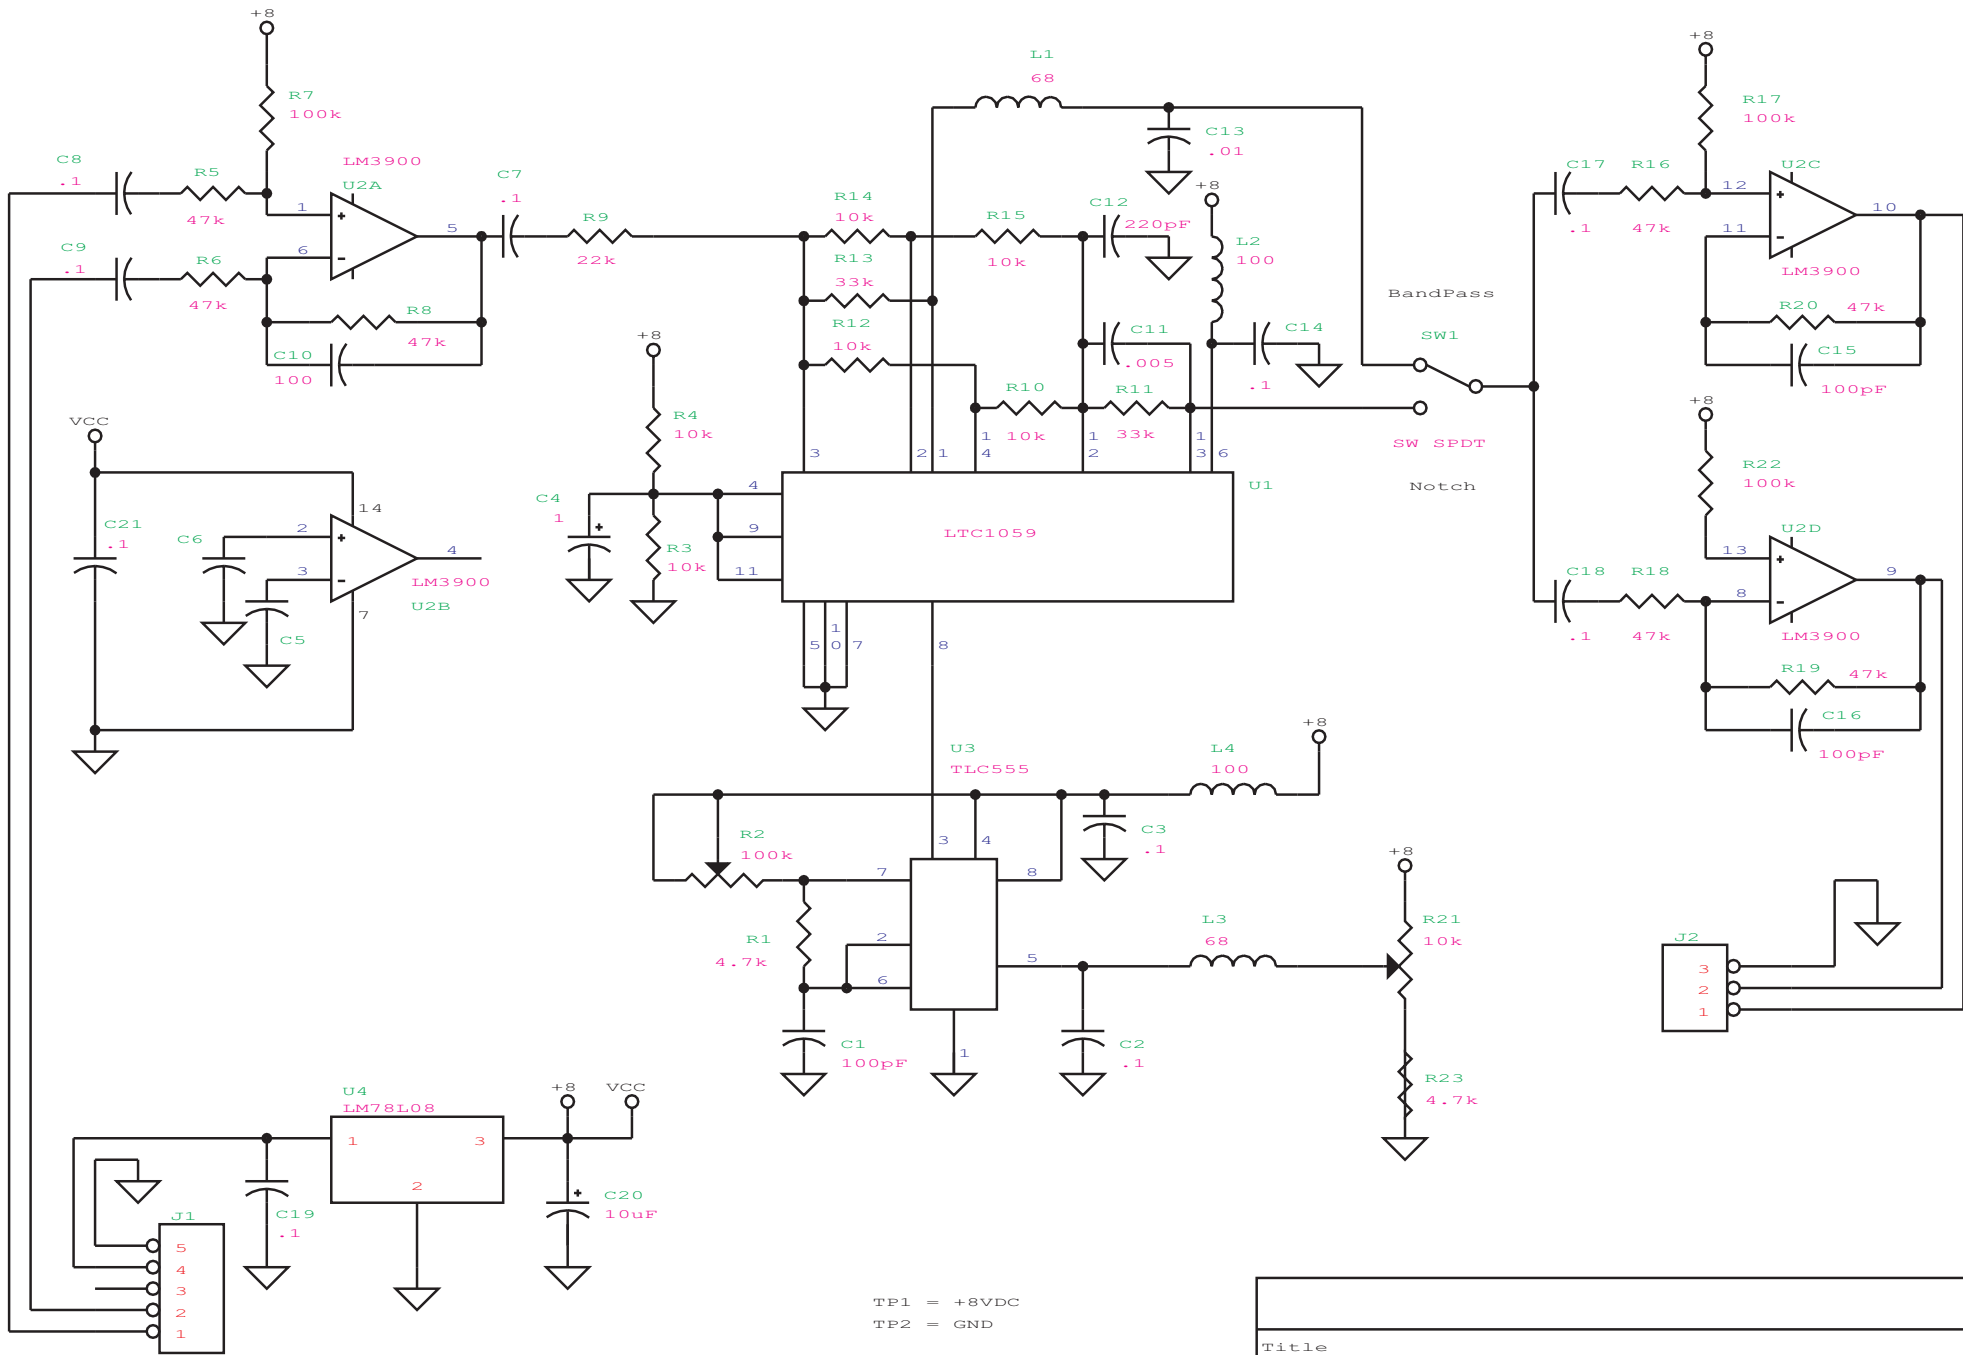 +8
R7
100k
C8
.1
R5
47k
LM3900
U2A
1
5
6
C9
.1
R6
47k
R8
47k
C10
100
C7
.1
R9
22k
L1
68
C13
.01
+8
R14
10k
R15
10k
C12
220pF
R13
33k
L2
100
R12
10k
C11
.005
C14
.1
R10
10k
R11
33k
BandPass
SW1
SW SPDT
Notch
+8
R17
100k
C17
.1
R16
47k
U2C
12
10
11
LM3900
R20
47k
C15
100pF
+8
R22
100k
U2D
13
9
8
C18
.1
R18
47k
LM3900
R19
47k
C16
100pF
VCC
14
C21
.1
C6
2
3
4
LM3900
U2B
7
C5
+8
R4
10k
C4
1
R3
10k
3
2
1
14
12
13
6
4
9
11
U1
LTC1059
5
10
7
8
U3
TLC555
L4
100
+8
R2
100k
3
4
C3
.1
7
8
R1
4.7k
2
6
5
L3
68
+8
R21
10k
C1
100pF
1
C2
.1
R23
4.7k
J2
3
2
1
U4
LM78L08
+8
VCC
1
3
2
C20
10uF
C19
.1
J1
5
4
3
2
1
TP1 = +8VDC
TP2 = GND
Title